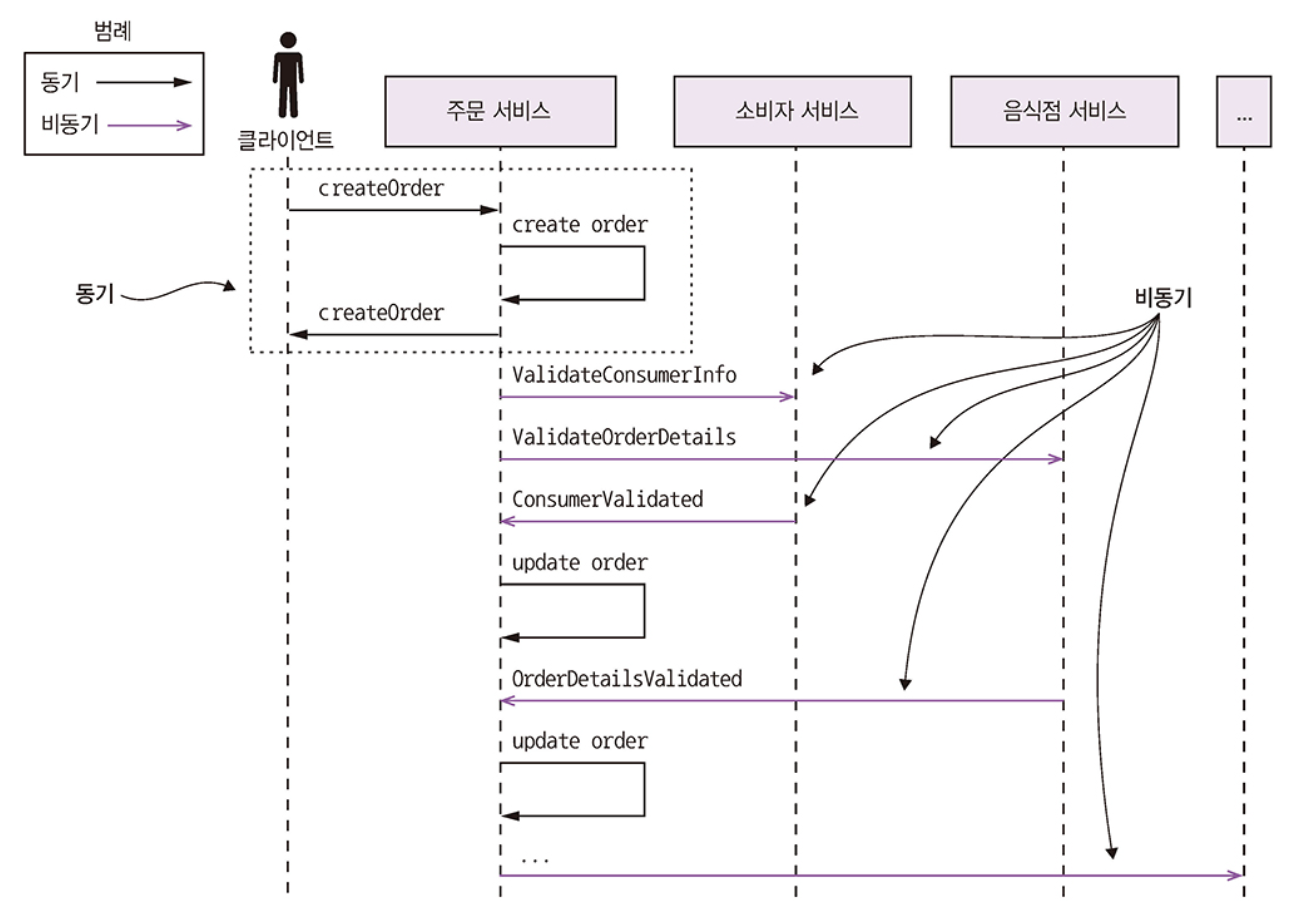 범례
동기
비동기
클라이언트
주문 서비스
소비자 서비스
음식점 서비스
...
createOrder
create order
동기
createOrder
비동기
ValidateConsumerInfo
ValidateOrderDetails
ConsumerValidated
update order
OrderDetailsValidated
update order
...